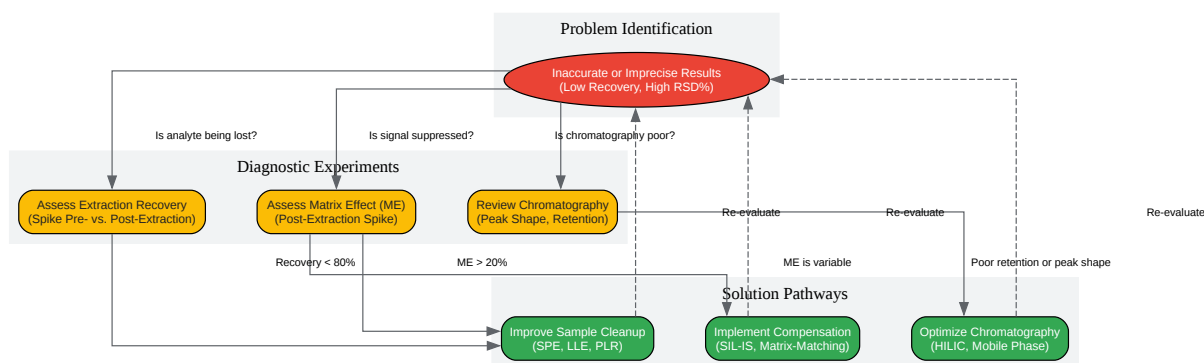 Problem Identification
Inaccurate or Imprecise Results
(Low Recovery, High RSD%)
Is analyte being lost?
Is signal suppressed?
Is chromatography poor?
Diagnostic Experiments
Assess Extraction Recovery
(Spike Pre- vs. Post-Extraction)
Assess Matrix Effect (ME)
(Post-Extraction Spike)
Review Chromatography
(Peak Shape, Retention)
Re-evaluate
Re-evaluate
Re-evaluate
Recovery < 80%
ME > 20%
ME is variable
Poor retention or peak shape
Solution Pathways
Improve Sample Cleanup
(SPE, LLE, PLR)
Implement Compensation
(SIL-IS, Matrix-Matching)
Optimize Chromatography
(HILIC, Mobile Phase)